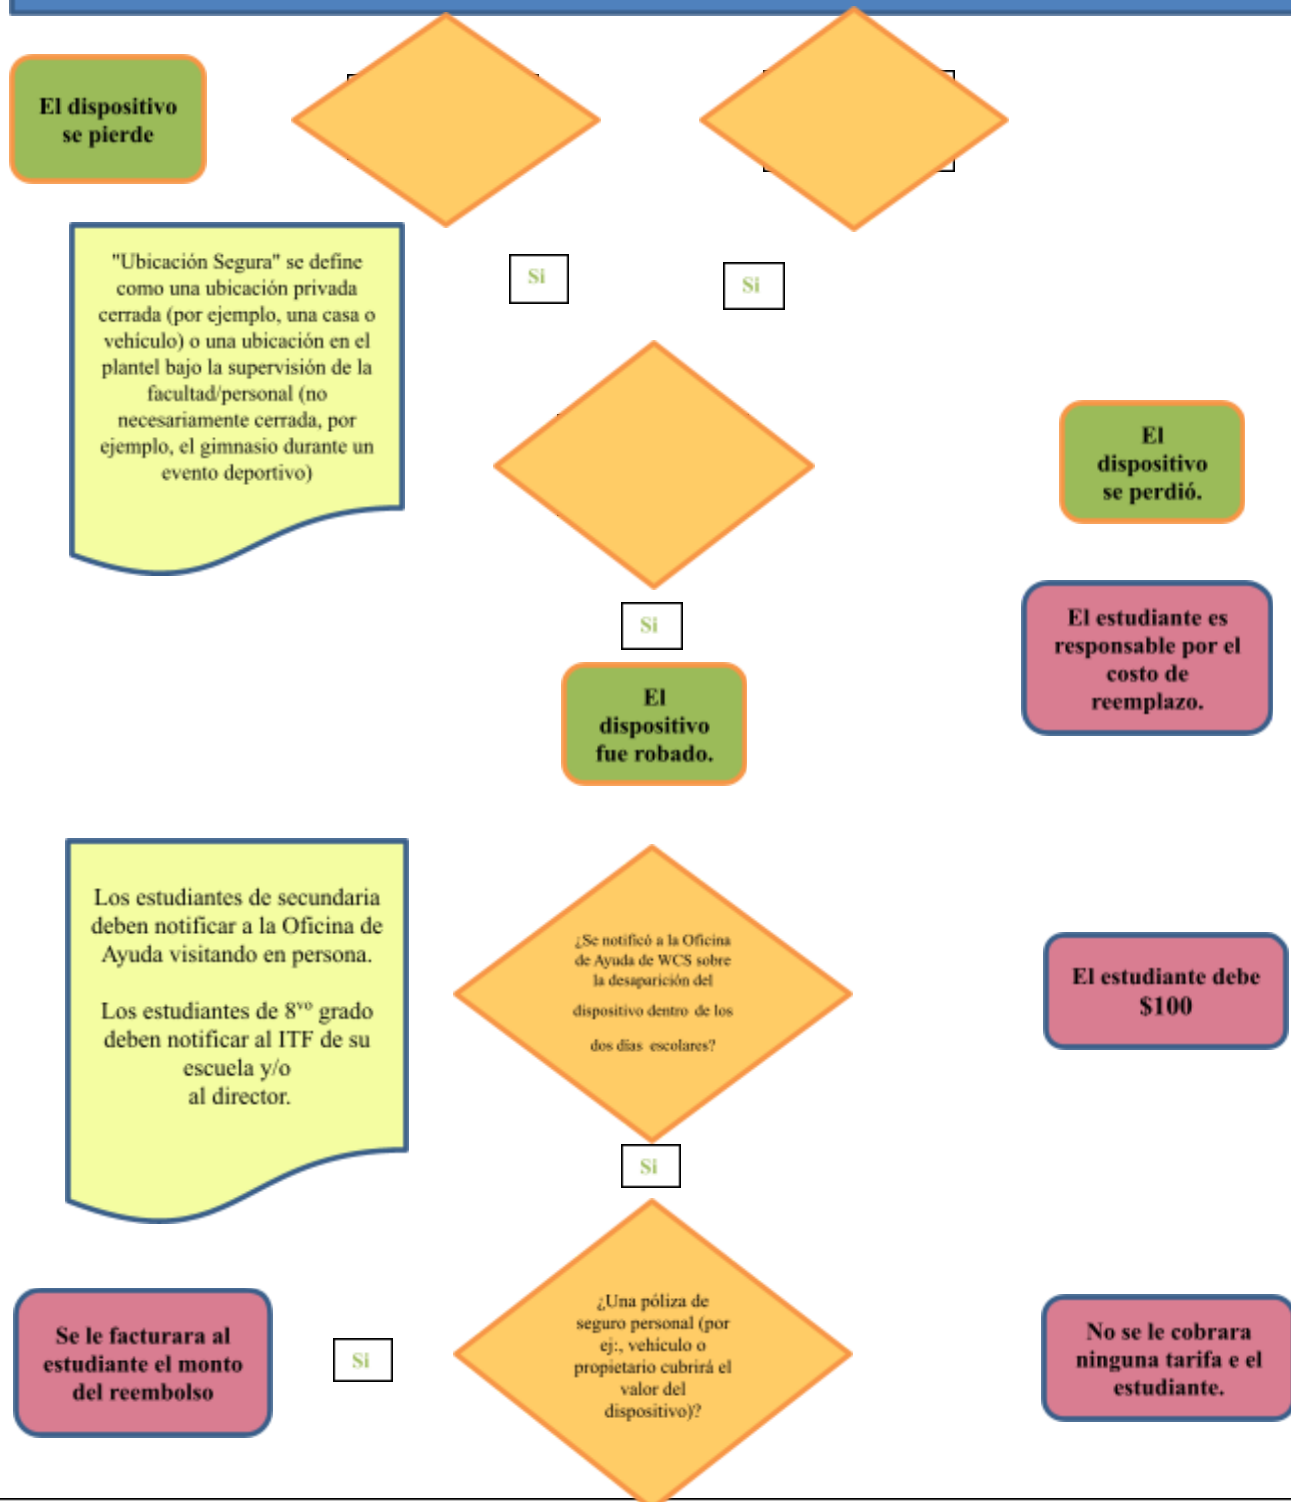 El dispositivo
se pierde
"Ubicación Segura" se define
como una ubicación privada
cerrada (por ejemplo, una casa o
vehículo) o una ubicación en el
plantel bajo la supervisión de la
facultad/personal (no
necesariamente cerrada, por
ejemplo, el gimnasio durante un
evento deportivo)
Si
Si
El
dispositivo
se perdió.
El estudiante es
responsable por el
costo de
reemplazo.
Si
El
dispositivo
fue robado.
Los estudiantes de secundaria
deben notificar a la Oficina de
Ayuda visitando en persona.
Los estudiantes de 8vo grado
deben notificar al ITF de su
escuela y/o
al director.
¿Se notificó a la Oficina
de Ayuda de WCS sobre
la desaparición del
dispositivo dentro de los
dos días escolares?
El estudiante debe
$100
Si
Se le facturara al
estudiante el monto
del reembolso
Si
¿Una póliza de
seguro personal (por
ej:, vehículo o
propietario cubrirá el
valor del
dispositivo)?
No se le cobrara
ninguna tarifa e el
estudiante.